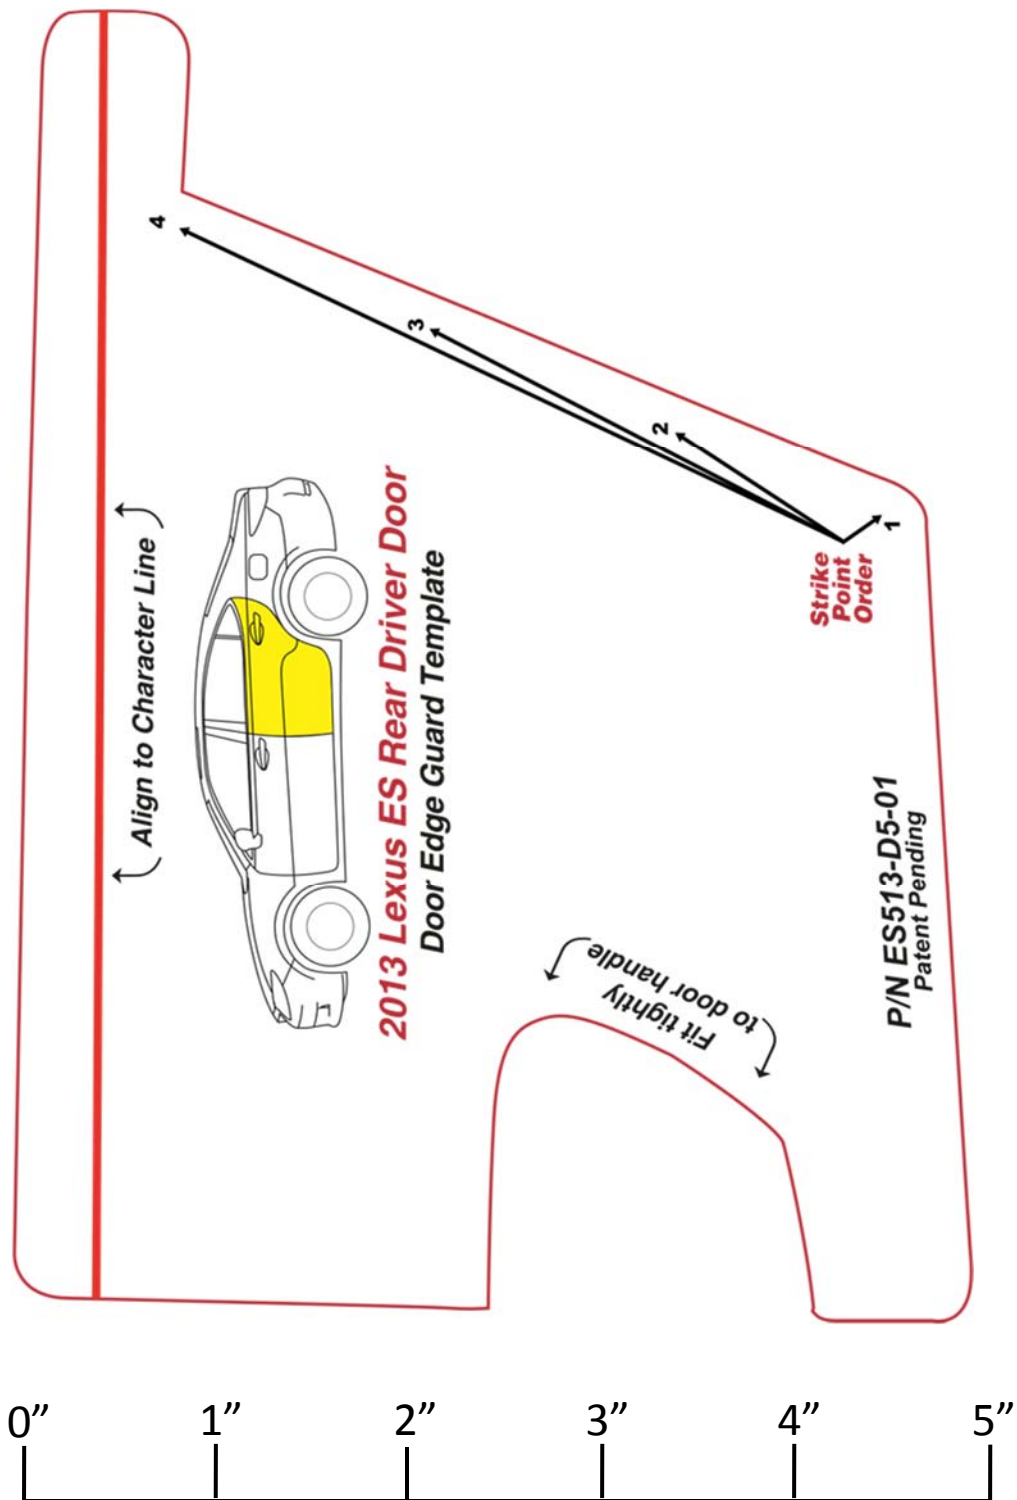 4
3
2
1
Strike
Point
Order
Align to Character Line
2013 Lexus ES Rear Driver Door
Door Edge Guard Template
Fit tightly
to door handle
P/N ES513-D5-01
Patent Pending
0” 1” 2” 3” 4” 5”